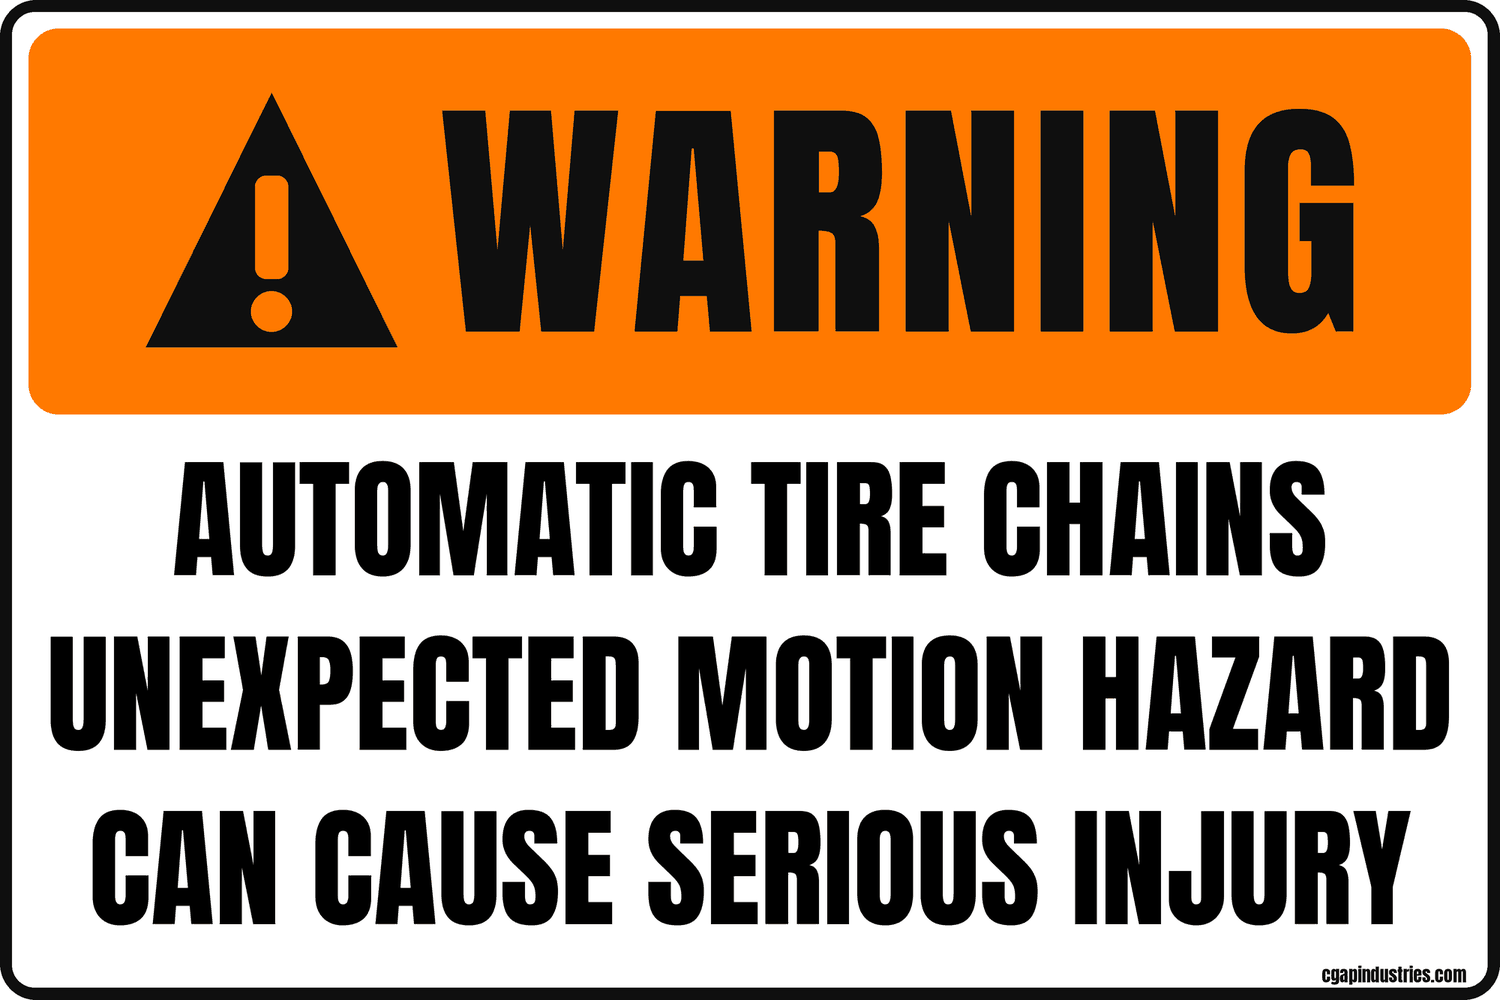 WARNING
AUTOMATIC TIRE CHAINS
UNEXPECTED MOTION HAZARD
CAN CAUSE SERIOUS INJURY
cgapindustries.com